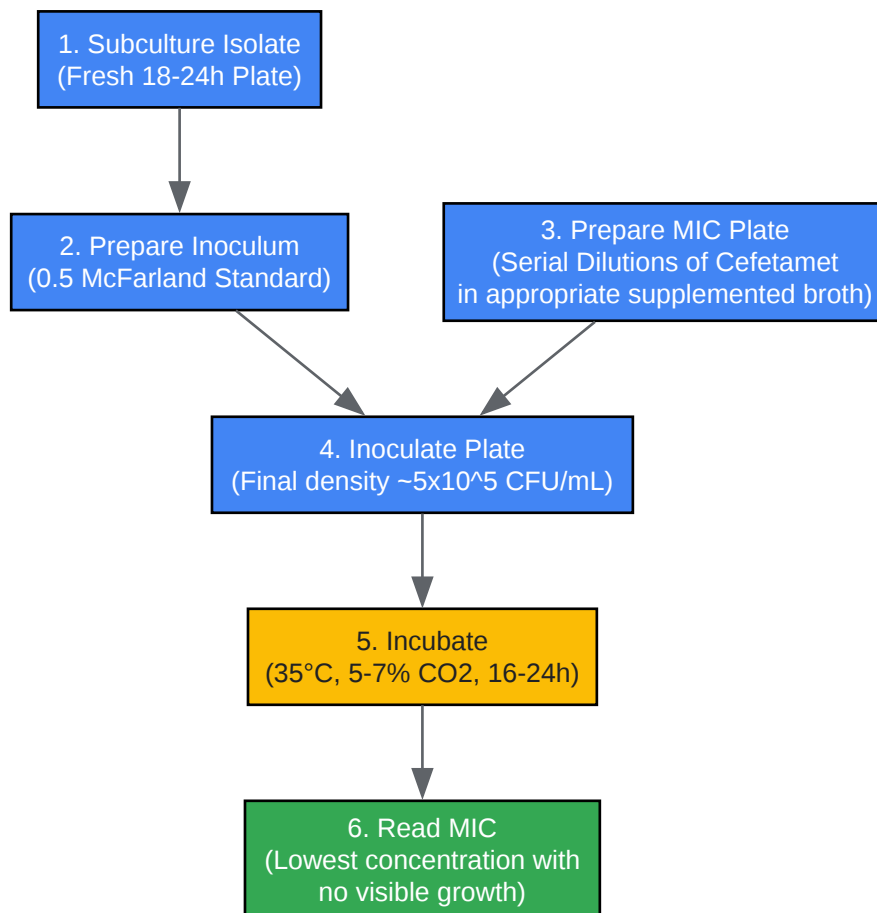 1. Subculture Isolate
(Fresh 18-24h Plate)
2. Prepare Inoculum
(0.5 McFarland Standard)
3. Prepare MIC Plate
(Serial Dilutions of Cefetamet
in appropriate supplemented broth)
4. Inoculate Plate
(Final density ~5x10^5 CFU/mL)
5. Incubate
(35°C, 5-7% CO2, 16-24h)
6. Read MIC
(Lowest concentration with
no visible growth)